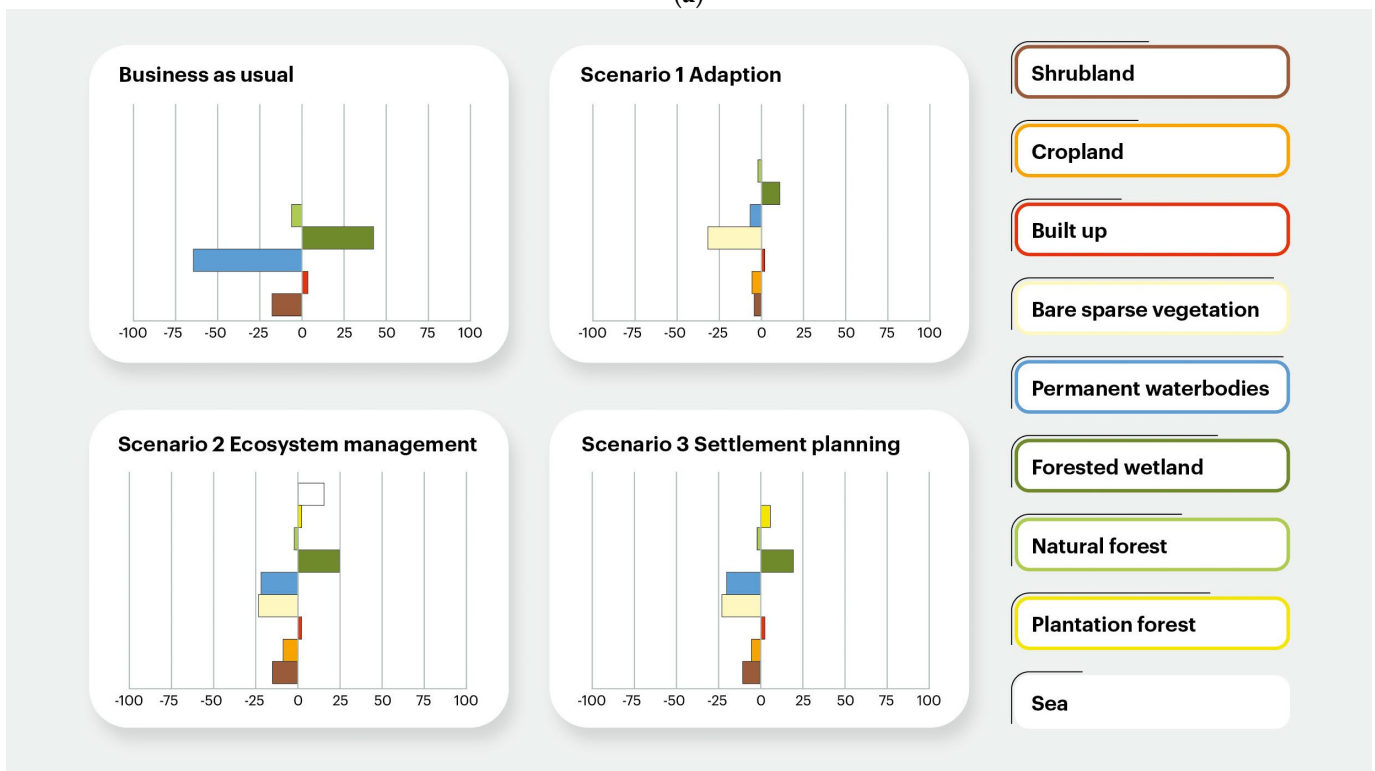 (a)
Business as usual
-100 -75 -50 -25 0 25 50 75 100
Scenario 1 Adaption
-100 -75 -50 -25 0 25 50 75 100
Scenario 2 Ecosystem management
-100 -75 -50 -25 0 25 50 75 100
Scenario 3 Settlement planning
-100 -75 -50 -25 0 25 50 75 100
Shrubland
Cropland
Built up
Bare sparse vegetation
Permanent waterbodies
Forested wetland
Natural forest
Plantation forest
Sea